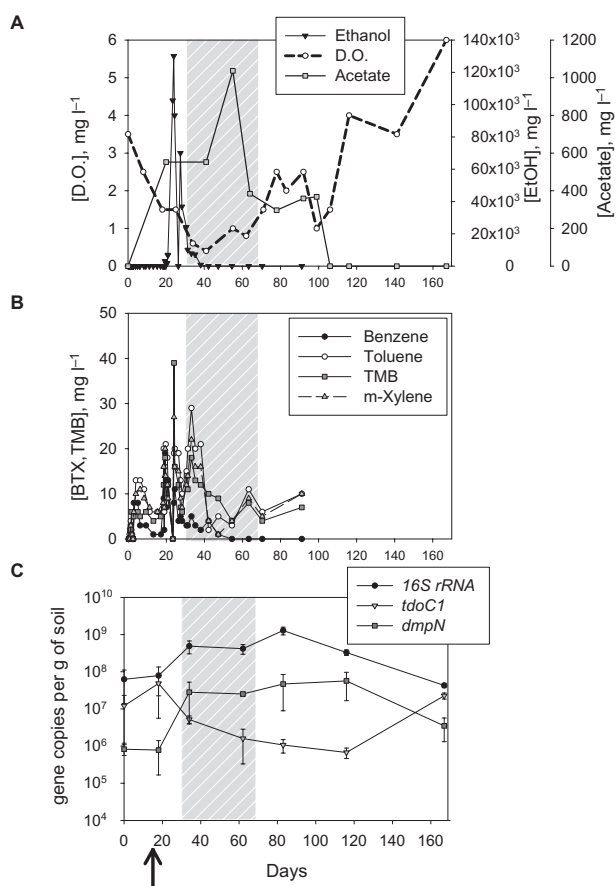 A
Ethanol
D.O.
Acetate
[D.O.], mg l⁻¹
6
5
4
3
2
1
0
140x10³
120x10³
100x10³
80x10³
60x10³
40x10³
20x10³
0
[EtOH], mg l⁻¹
1200
1000
800
600
400
200
0
[Acetate], mg l⁻¹
0 20 40 60 80 100 120 140 160
B
Benzene
Toluene
TMB
m-Xylene
[BTX,TMB], mg l⁻¹
50
40
30
20
10
0
0 20 40 60 80 100 120 140 160
C
16S rRNA
tdoC1
dmpN
gene copies per g of soil
10¹⁰
10⁹
10⁸
10⁷
10⁶
10⁵
10⁴
0 20 40 60 80 100 120 140 160
Days